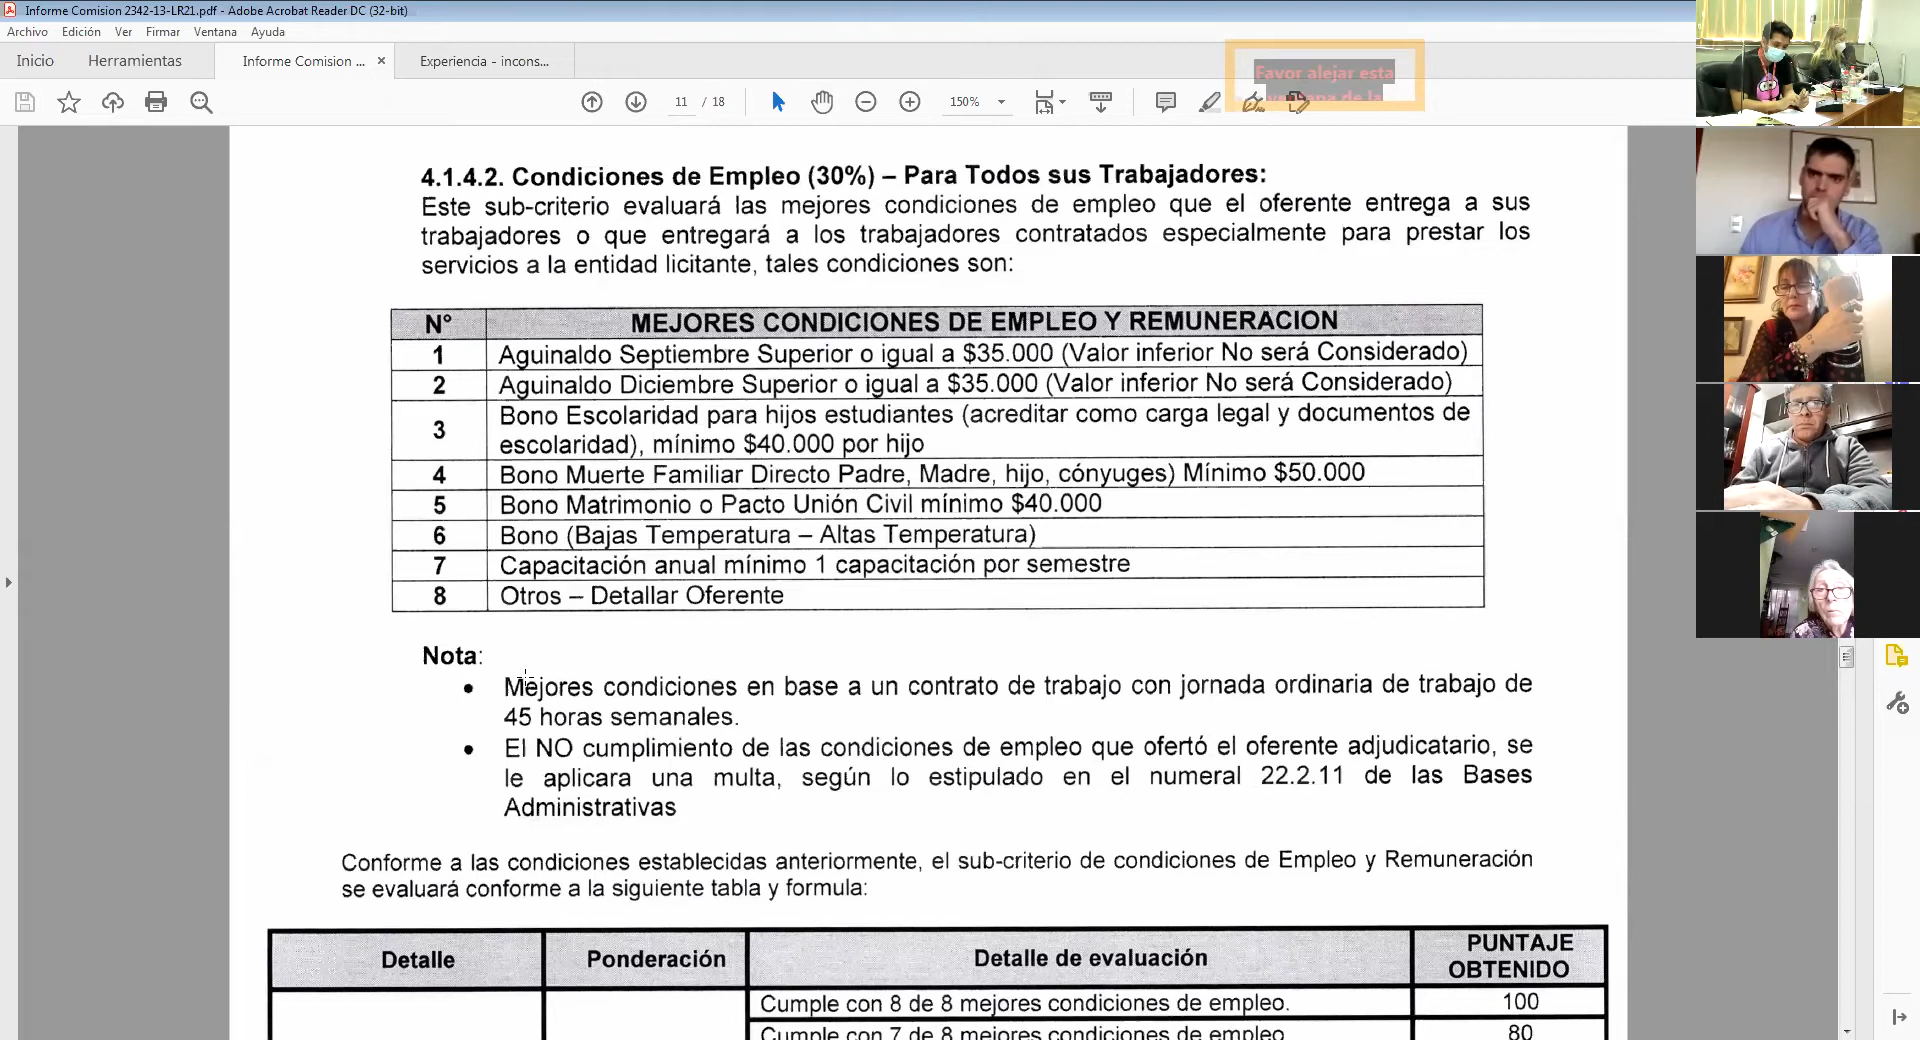 Informe Comision 2342-13-LR21.pdf - Adobe Acrobat Reader DC (32-bit)
Archivo Edición Ver Firmar Ventana Ayuda
Inicio Herramientas Informe Comision ... × Experiencia - incons...
Favor alejar esta
ventana de la
11 / 18 150%
4.1.4.2. Condiciones de Empleo (30%) – Para Todos sus Trabajadores:
Este sub-criterio evaluará las mejores condiciones de empleo que el oferente entrega a sus
trabajadores o que entregará a los trabajadores contratados especialmente para prestar los
servicios a la entidad licitante, tales condiciones son:
N° MEJORES CONDICIONES DE EMPLEO Y REMUNERACION
1 Aguinaldo Septiembre Superior o igual a $35.000 (Valor inferior No será Considerado)
2 Aguinaldo Diciembre Superior o igual a $35.000 (Valor inferior No será Considerado)
3 Bono Escolaridad para hijos estudiantes (acreditar como carga legal y documentos de
escolaridad), mínimo $40.000 por hijo
4 Bono Muerte Familiar Directo Padre, Madre, hijo, cónyuges) Mínimo $50.000
5 Bono Matrimonio o Pacto Unión Civil mínimo $40.000
6 Bono (Bajas Temperatura – Altas Temperatura)
7 Capacitación anual mínimo 1 capacitación por semestre
8 Otros – Detallar Oferente
Nota:
• Mejores condiciones en base a un contrato de trabajo con jornada ordinaria de trabajo de
45 horas semanales.
• El NO cumplimiento de las condiciones de empleo que ofertó el oferente adjudicatario, se
le aplicara una multa, según lo estipulado en el numeral 22.2.11 de las Bases
Administrativas
Conforme a las condiciones establecidas anteriormente, el sub-criterio de condiciones de Empleo y Remuneración
se evaluará conforme a la siguiente tabla y formula:
Detalle Ponderación Detalle de evaluación PUNTAJE
OBTENIDO
Cumple con 8 de 8 mejores condiciones de empleo. 100
Cumple con 7 de 8 mejores condiciones de empleo 80